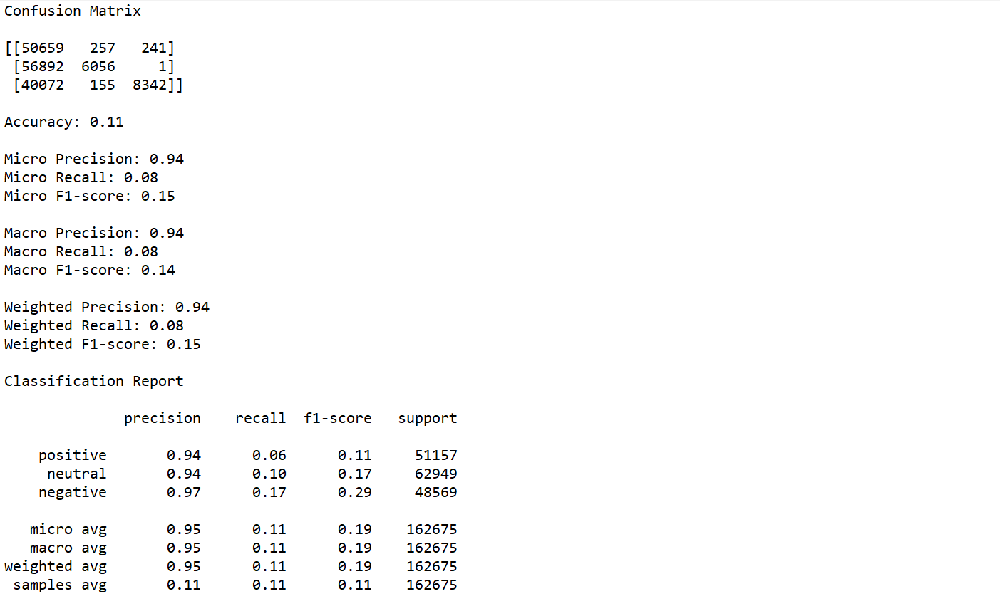 Confusion Matrix
[[50659   257   241]
 [56892  6056     1]
 [40072   155  8342]]
Accuracy: 0.11
Micro Precision: 0.94
Micro Recall: 0.08
Micro F1-score: 0.15
Macro Precision: 0.94
Macro Recall: 0.08
Macro F1-score: 0.14
Weighted Precision: 0.94
Weighted Recall: 0.08
Weighted F1-score: 0.15
Classification Report
              precision    recall  f1-score   support
    positive       0.94      0.06      0.11     51157
     neutral       0.94      0.10      0.17     62949
    negative       0.97      0.17      0.29     48569
   micro avg       0.95      0.11      0.19    162675
   macro avg       0.95      0.11      0.19    162675
weighted avg       0.95      0.11      0.19    162675
 samples avg       0.11      0.11      0.11    162675